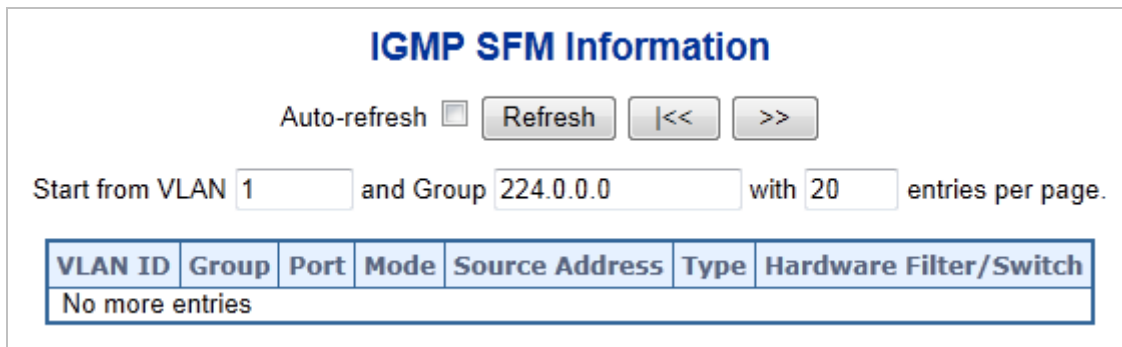 IGMP SFM Information
Auto-refresh Refresh |<< >>
Start from VLAN 1 and Group 224.0.0.0 with 20 entries per page.
VLAN ID Group Port Mode Source Address Type Hardware Filter/Switch
No more entries